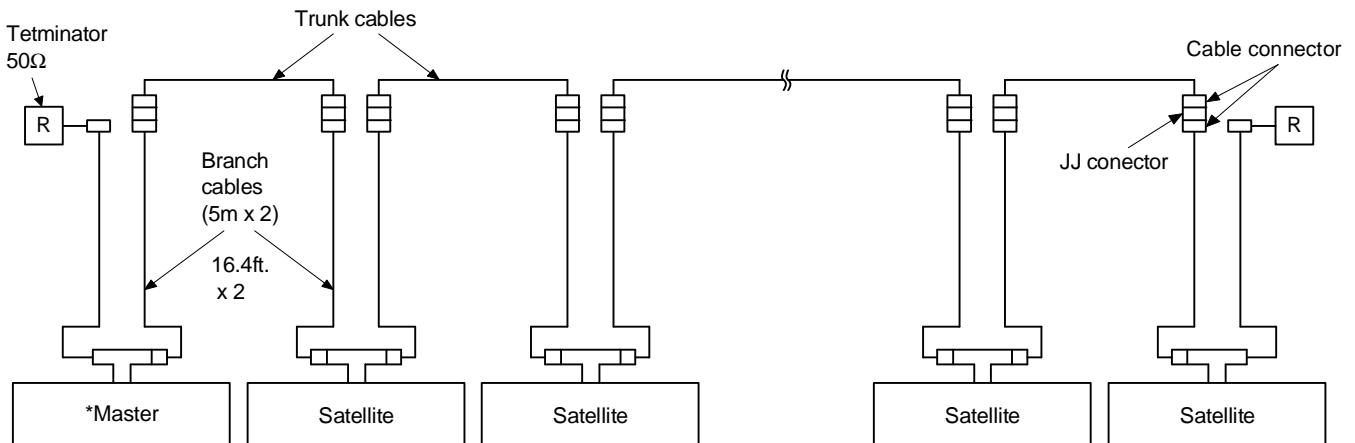 Trunk cables
Tetminator
50Ω
Cable connector
R
R
JJ conector
Branch
cables
(5m x 2)
16.4ft.
x 2
*Master
Satellite
Satellite
Satellite
Satellite